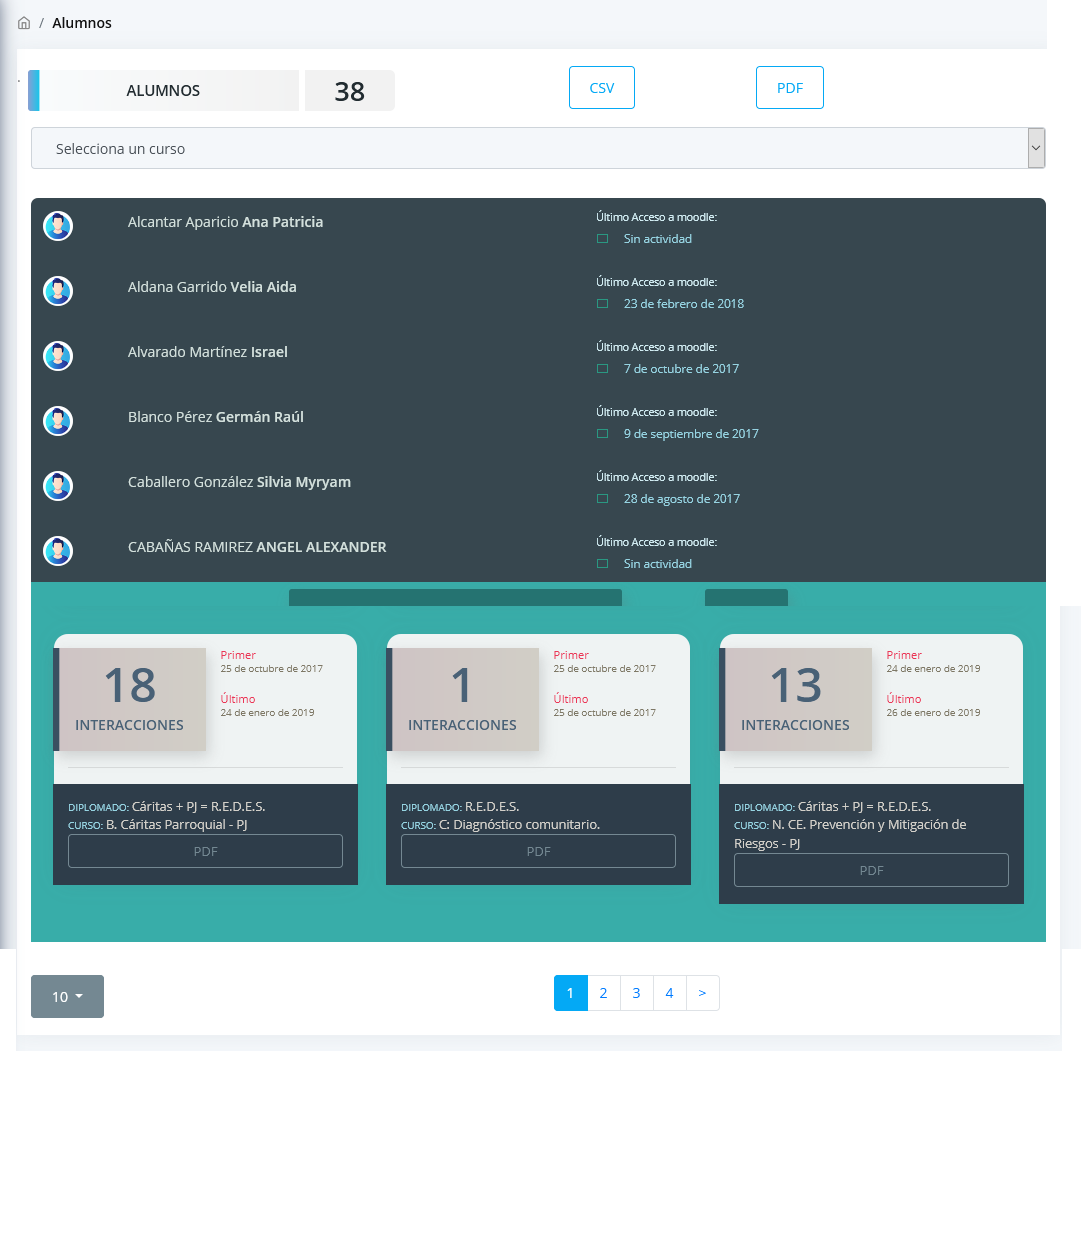 / Alumnos
ALUMNOS 38 CSV PDF
Selecciona un curso
Alcantar Aparicio Ana Patricia
Último Acceso a moodle:
Sin actividad
Aldana Garrido Velia Aida
Último Acceso a moodle:
23 de febrero de 2018
Alvarado Martínez Israel
Último Acceso a moodle:
7 de octubre de 2017
Blanco Pérez Germán Raúl
Último Acceso a moodle:
9 de septiembre de 2017
Caballero González Silvia Myryam
Último Acceso a moodle:
28 de agosto de 2017
CABAÑAS RAMIREZ ANGEL ALEXANDER
Último Acceso a moodle:
Sin actividad
18
INTERACCIONES
Primer
25 de octubre de 2017
Último
24 de enero de 2019
DIPLOMADO: Cáritas + PJ = R.E.D.E.S.
CURSO: B. Cáritas Parroquial - PJ
PDF
1
INTERACCIONES
Primer
25 de octubre de 2017
Último
25 de octubre de 2017
DIPLOMADO: R.E.D.E.S.
CURSO: C: Diagnóstico comunitario.
PDF
13
INTERACCIONES
Primer
24 de enero de 2019
Último
26 de enero de 2019
DIPLOMADO: Cáritas + PJ = R.E.D.E.S.
CURSO: N. CE. Prevención y Mitigación de
Riesgos - PJ
PDF
10
1 2 3 4 >